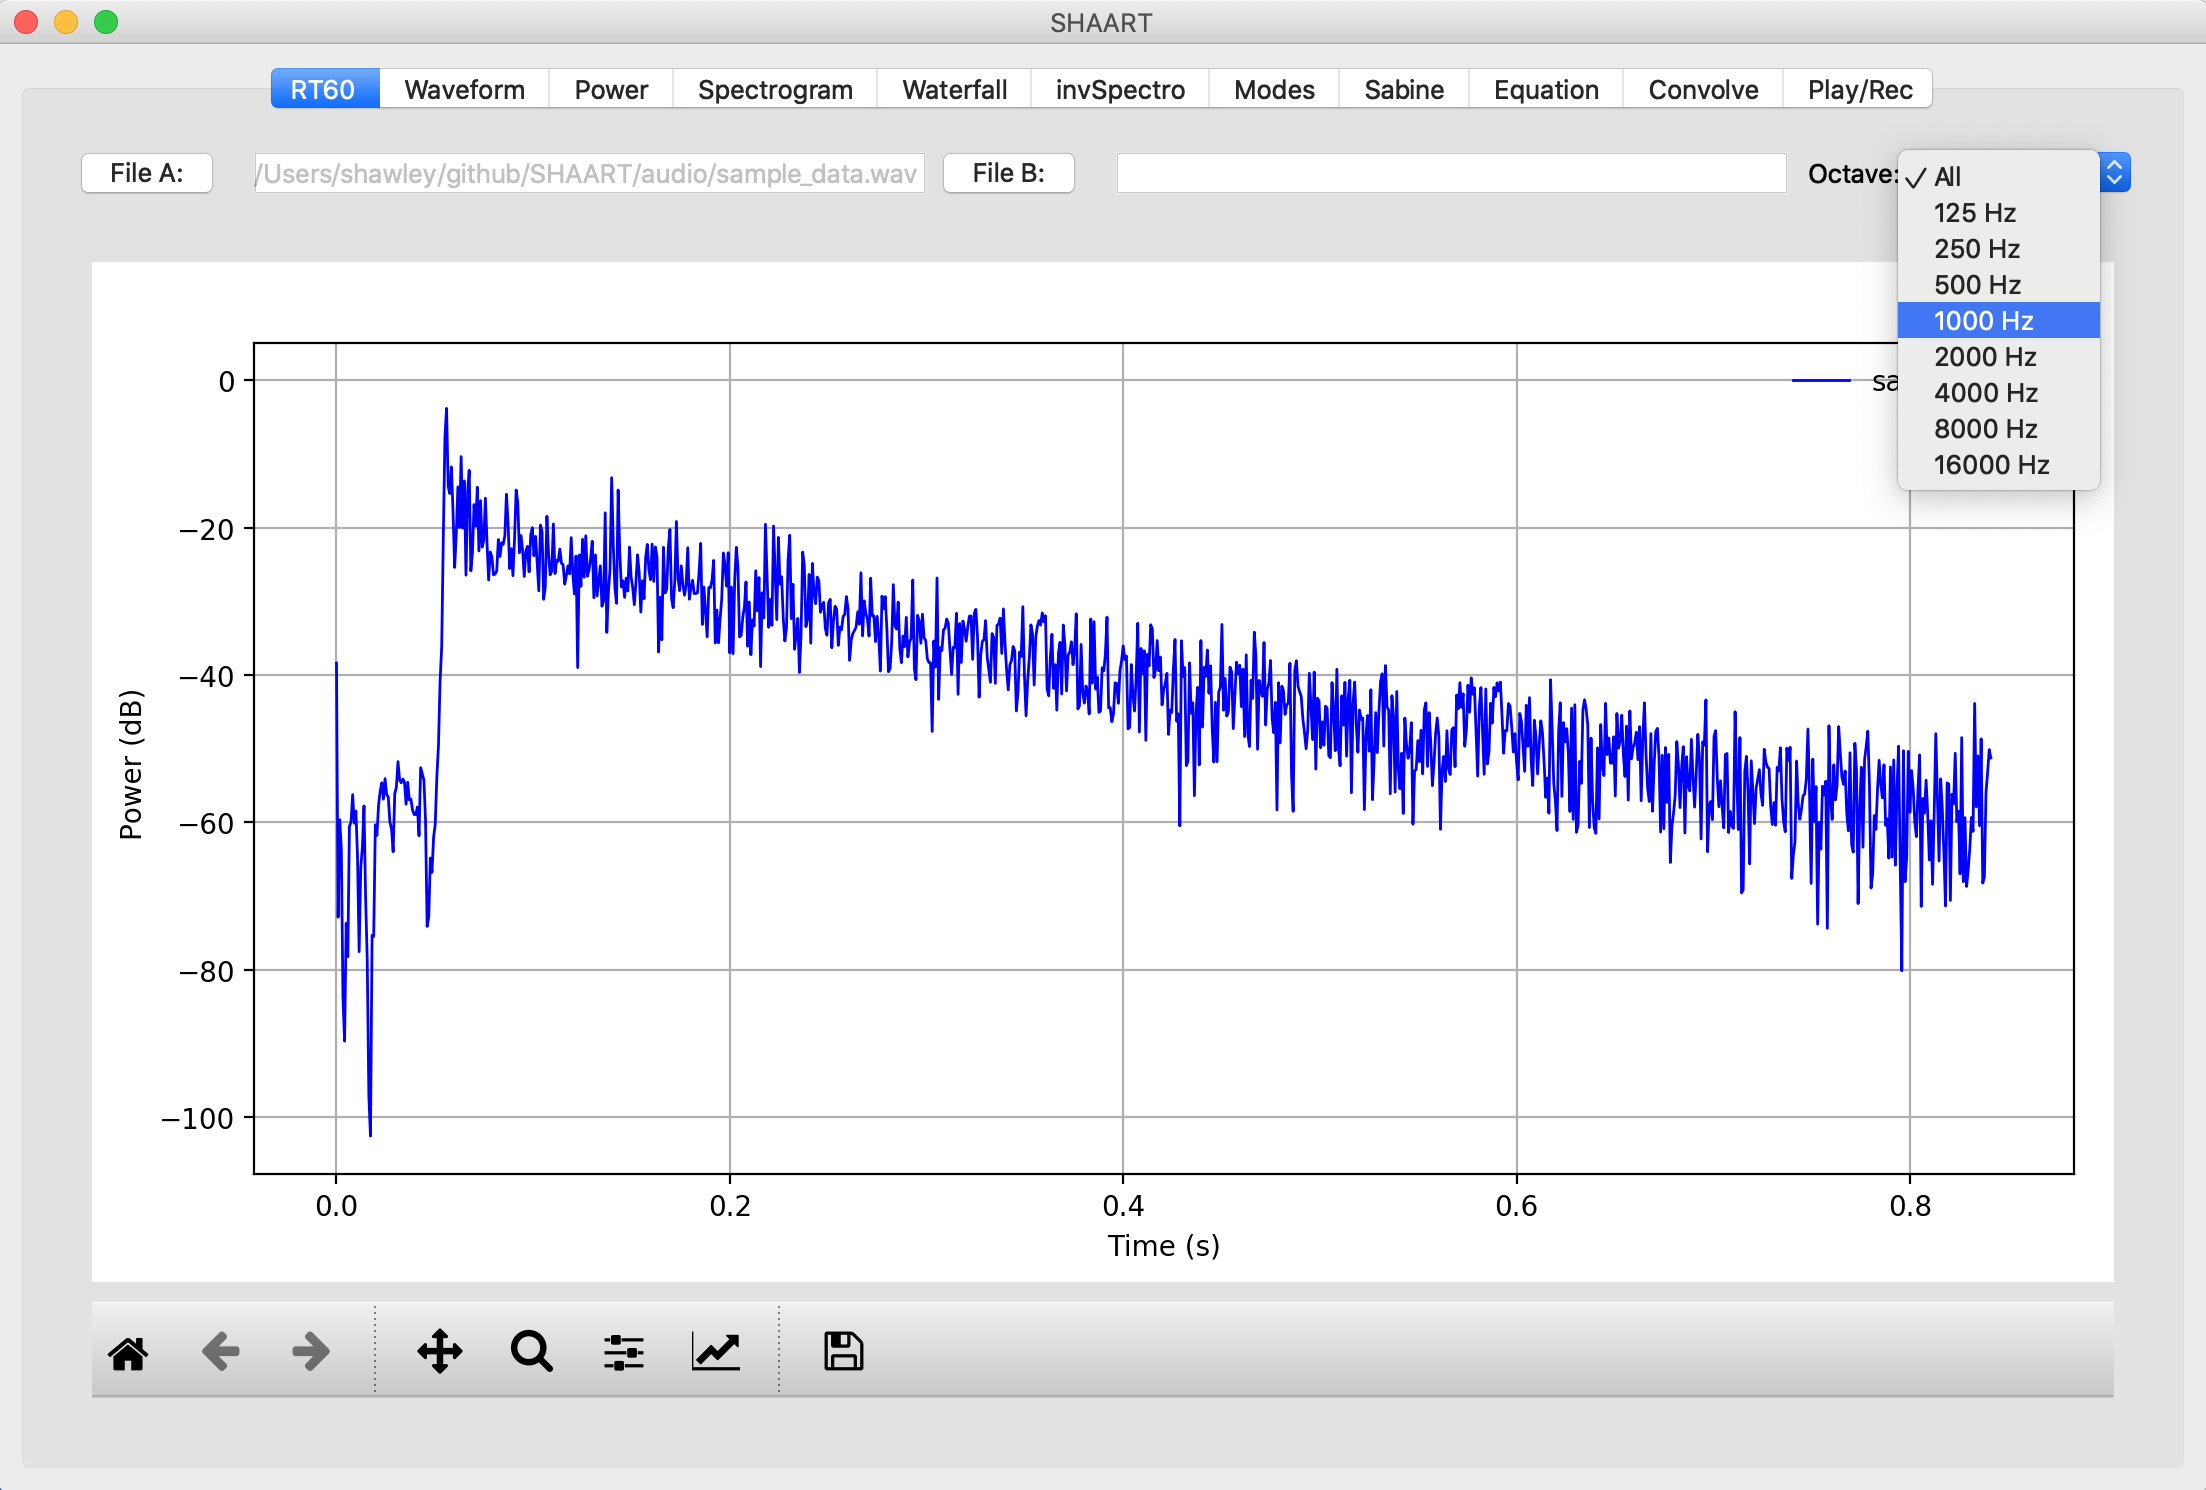 SHAART
RT60 Waveform Power Spectrogram Waterfall invSpectro Modes Sabine Equation Convolve Play/Rec
File A: /Users/shawley/github/SHAART/audio/sample_data.wav File B: Octave:
✓ All
125 Hz
250 Hz
500 Hz
1000 Hz
2000 Hz
4000 Hz
8000 Hz
16000 Hz
Power (dB)
0
−20
−40
−60
−80
−100
0.0 0.2 0.4 0.6 0.8
Time (s)